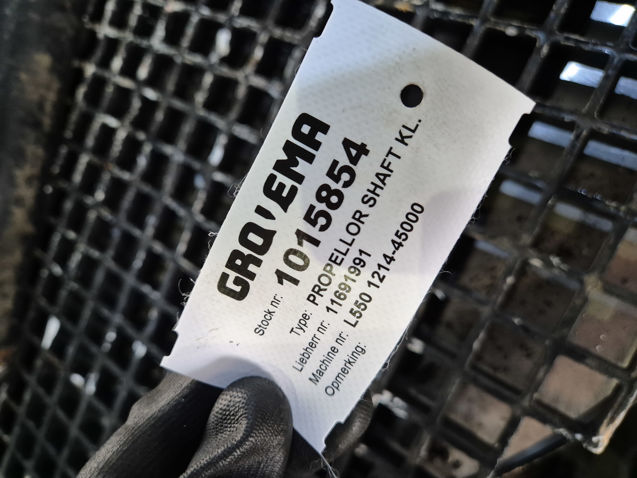 GROVEMA
Stock nr: 1015854
Type: PROPELLOR SHAFT KL.
Liebherr nr: 11691991
Machine nr: L550 1214-45000
Opmerking: